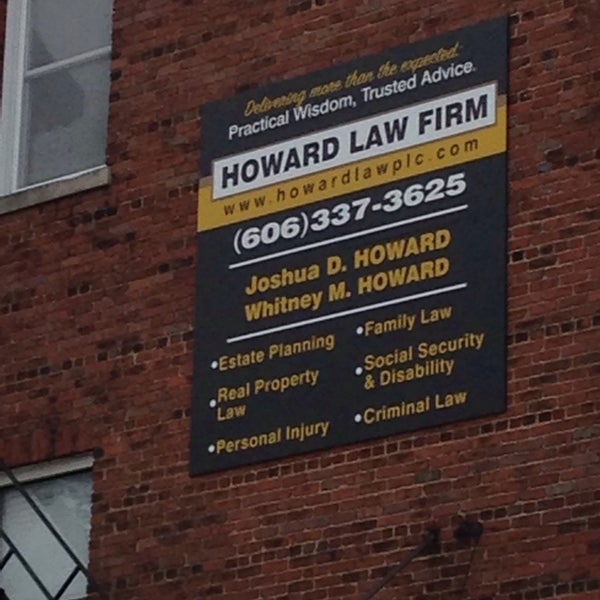 Delivering more than the expected:
Practical Wisdom, Trusted Advice.
HOWARD LAW FIRM
www.howardlawplc.com
(606)337-3625
Joshua D. HOWARD
Whitney M. HOWARD
•Estate Planning
•Real Property
Law
•Personal Injury
•Family Law
•Social Security
& Disability
•Criminal Law